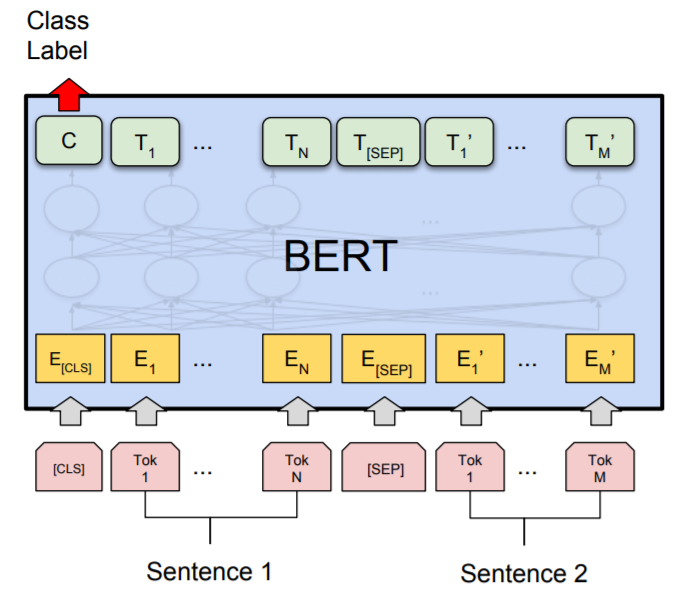 Class
Label
C T1 ... TN T[SEP] T1' ... TM'
...
BERT
...
E[CLS] E1 ... EN E[SEP] E1' ... EM'
[CLS] Tok 1 ... Tok N [SEP] Tok 1 ... Tok M
Sentence 1 Sentence 2